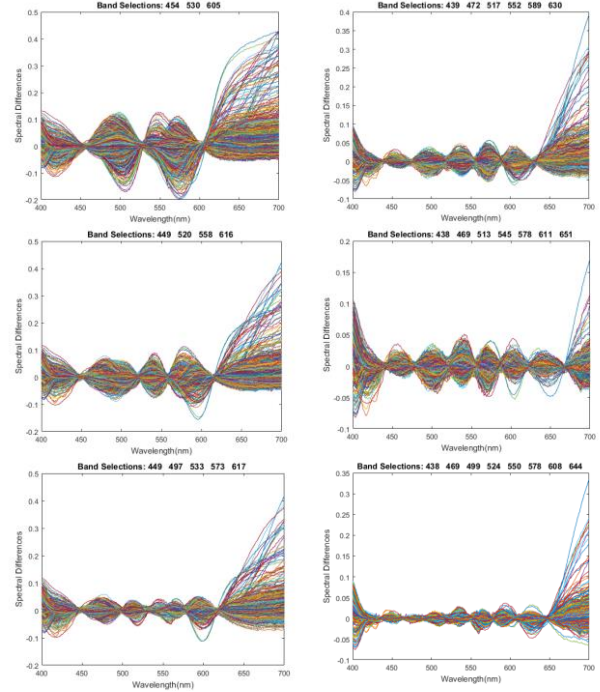 Band Selections: 454 530 605
0.5
0.4
0.3
0.2
0.1
0
-0.1
-0.2
Spectral Differences
400 450 500 550 600 650 700
Wavelength(nm)
Band Selections: 439 472 517 552 589 630
0.4
0.35
0.3
0.25
0.2
0.15
0.1
0.05
0
-0.05
-0.1
Spectral Differences
400 450 500 550 600 650 700
Wavelength(nm)
Band Selections: 449 520 558 616
0.5
0.4
0.3
0.2
0.1
0
-0.1
-0.2
Spectral Differences
400 450 500 550 600 650 700
Wavelength(nm)
Band Selections: 438 469 513 545 578 611 651
0.2
0.15
0.1
0.05
0
-0.05
-0.1
Spectral Differences
400 450 500 550 600 650 700
Wavelength(nm)
Band Selections: 449 497 533 573 617
0.5
0.4
0.3
0.2
0.1
0
-0.1
-0.2
Spectral Differences
400 450 500 550 600 650 700
Wavelength(nm)
Band Selections: 438 469 499 524 550 578 608 644
0.35
0.3
0.25
0.2
0.15
0.1
0.05
0
-0.05
-0.1
Spectral Differences
400 450 500 550 600 650 700
Wavelength(nm)